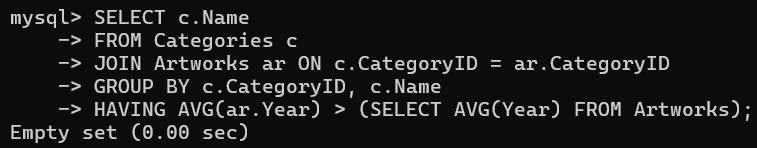 mysql> SELECT c.Name
    -> FROM Categories c
    -> JOIN Artworks ar ON c.CategoryID = ar.CategoryID
    -> GROUP BY c.CategoryID, c.Name
    -> HAVING AVG(ar.Year) > (SELECT AVG(Year) FROM Artworks);
Empty set (0.00 sec)